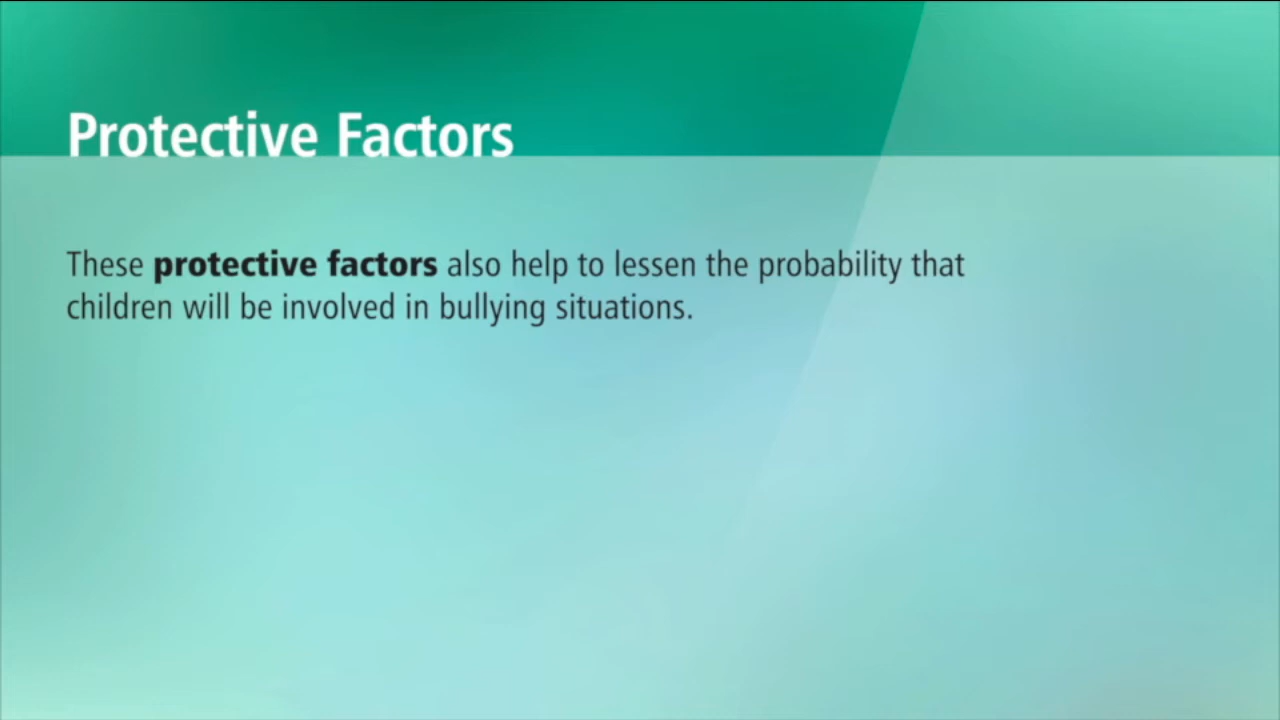 Protective Factors
These protective factors also help to lessen the probability that
children will be involved in bullying situations.